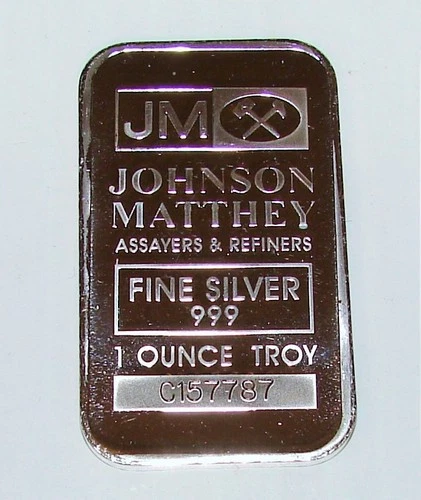 JM
JOHNSON
MATTHEY
ASSAYERS & REFINERS
FINE SILVER
999
1 OUNCE TROY
C157787